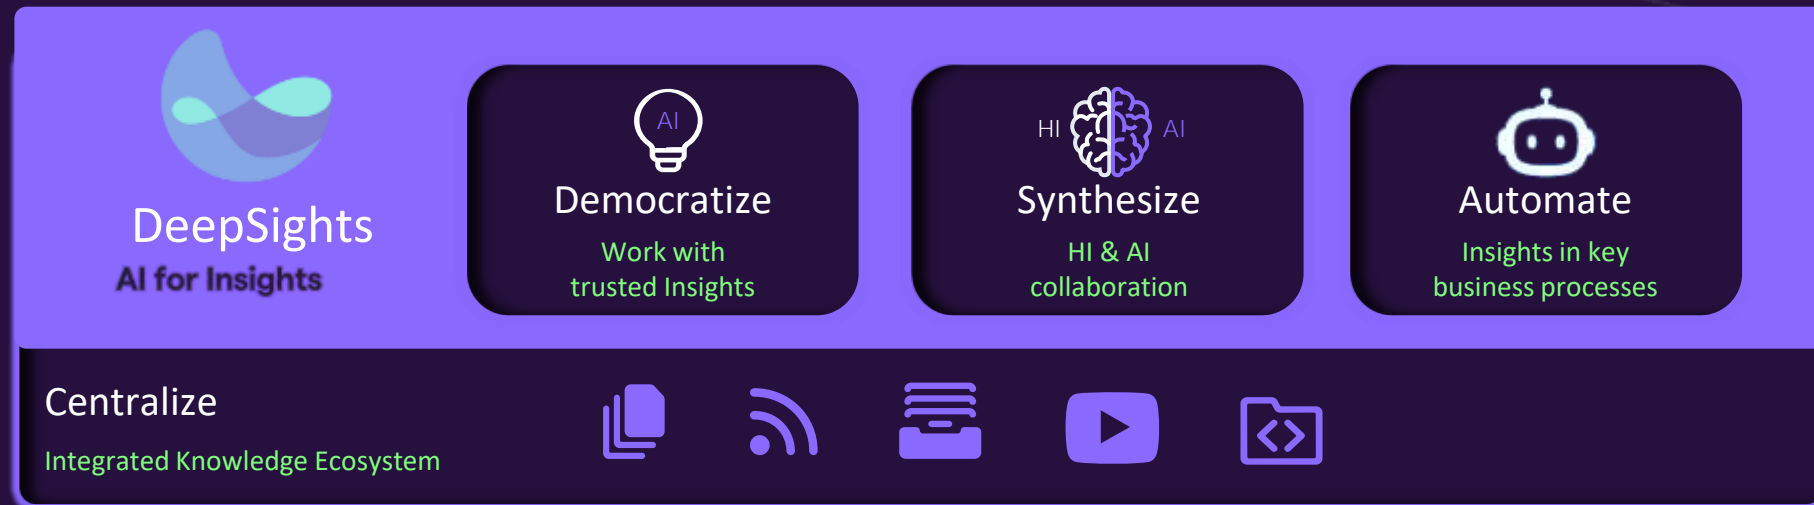 DeepSights
AI for Insights
AI
Democratize
Work with
trusted Insights
HI
AI
Synthesize
HI & AI
collaboration
Automate
Insights in key
business processes
Centralize
Integrated Knowledge Ecosystem